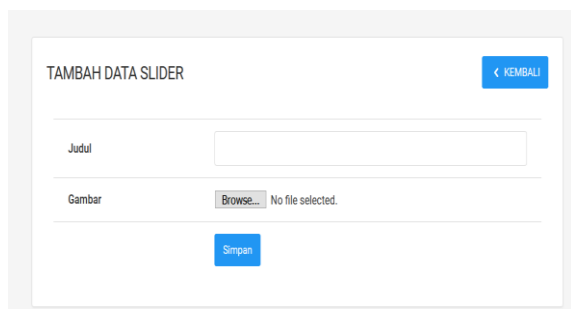 TAMBAH DATA SLIDER
KEMBALI
Judul
Gambar
Browse... No file selected.
Simpan